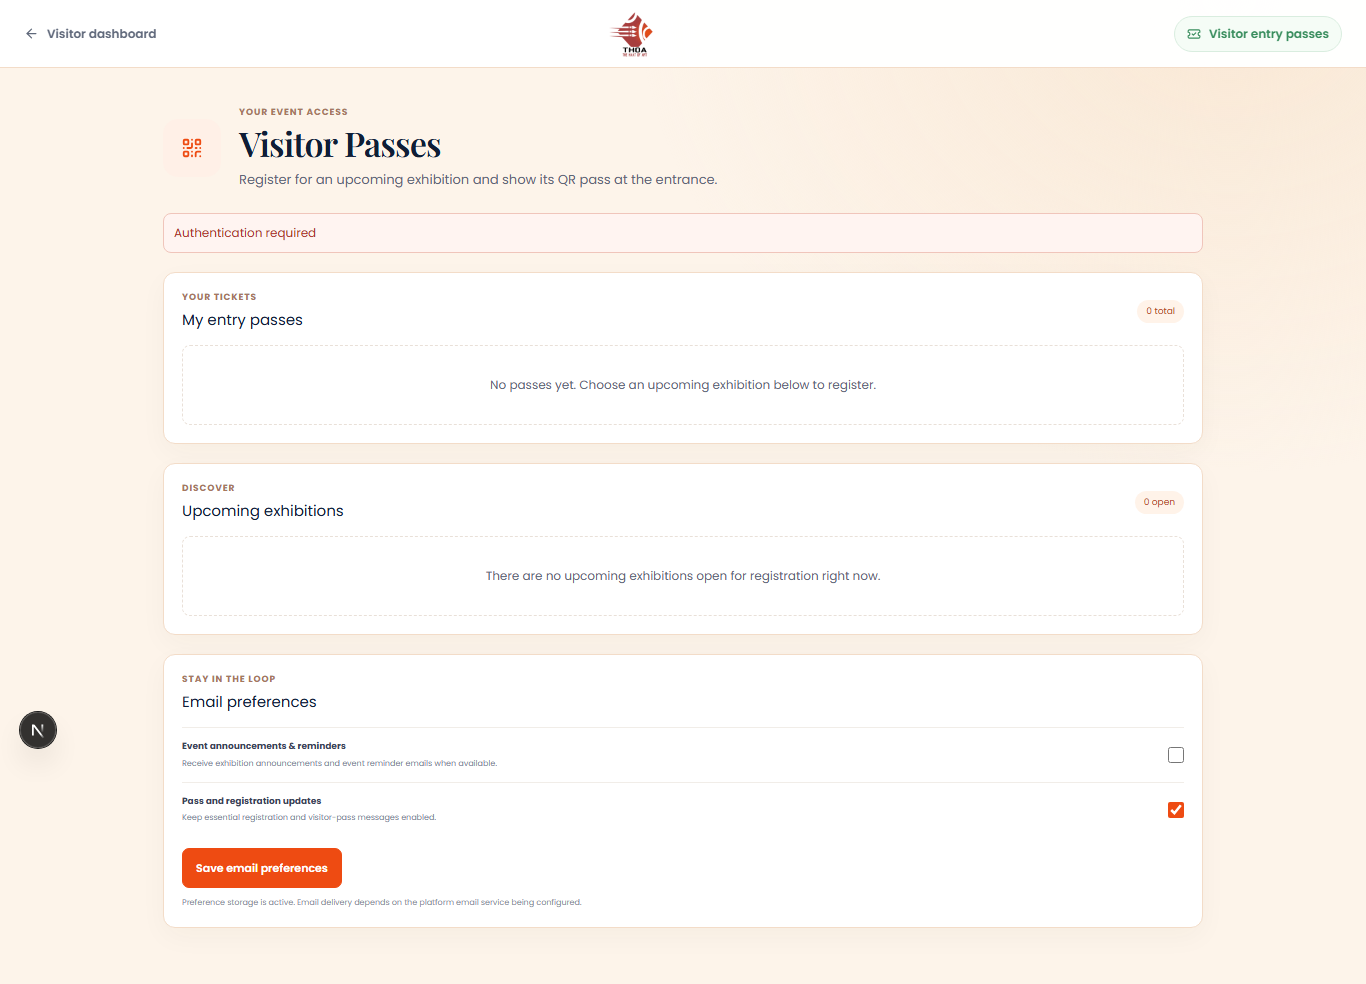 Visitor dashboard
THOA
Visitor entry passes
YOUR EVENT ACCESS
Visitor Passes
Register for an upcoming exhibition and show its QR pass at the entrance.
Authentication required
YOUR TICKETS
My entry passes
0 total
No passes yet. Choose an upcoming exhibition below to register.
DISCOVER
Upcoming exhibitions
0 open
There are no upcoming exhibitions open for registration right now.
STAY IN THE LOOP
Email preferences
Event announcements & reminders
Receive exhibition announcements and event reminder emails when available.
Pass and registration updates
Keep essential registration and visitor-pass messages enabled.
Save email preferences
Preference storage is active. Email delivery depends on the platform email service being configured.
N